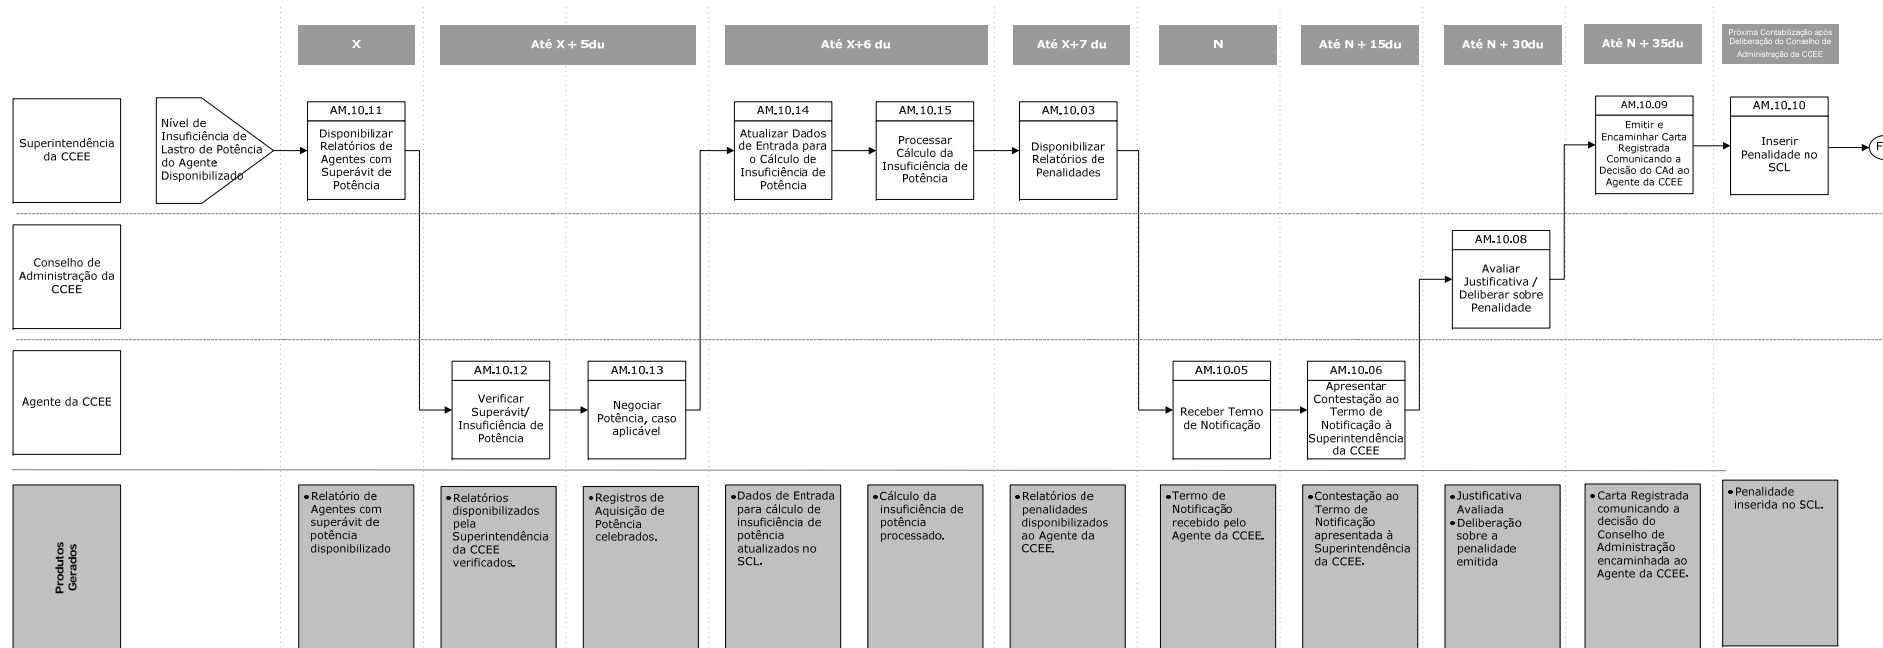 X
Até X + 5du
Até X+6 du
Até X+7 du
N
Até N + 15du
Até N + 30du
Até N + 35du
Próxima Contabilização após
Deliberação do Conselho de
Administração da CCEE
Superintendência
da CCEE
Nível de
Insuficiência de
Lastro de Potência
do Agente
Disponibilizado
AM.10.11
Disponibilizar
Relatórios de
Agentes com
Superávit de
Potência
AM.10.14
Atualizar Dados
de Entrada para
o Cálculo de
Insuficiência de
Potência
AM.10.15
Processar
Cálculo da
Insuficiência de
Potência
AM.10.03
Disponibilizar
Relatórios de
Penalidades
AM.10.09
Emitir e
Encaminhar Carta
Registrada
Comunicando a
Decisão do CAd ao
Agente da CCEE
AM.10.10
Inserir
Penalidade no
SCL
F
Conselho de
Administração da
CCEE
AM.10.08
Avaliar
Justificativa /
Deliberar sobre
Penalidade
Agente da CCEE
AM.10.12
Verificar
Superávit/
Insuficiência de
Potência
AM.10.13
Negociar
Potência, caso
aplicável
AM.10.05
Receber Termo
de Notificação
AM.10.06
Apresentar
Contestação ao
Termo de
Notificação à
Superintendência
da CCEE
Produtos
Gerados
•Relatório de
Agentes com
superávit de
potência
disponibilizado
•Relatórios
disponibilizados
pela
Superintendência
da CCEE
verificados.
•Registros de
Aquisição de
Potência
celebrados.
•Dados de Entrada
para cálculo de
insuficiência de
potência
atualizados no
SCL.
•Cálculo da
insuficiência de
potência
processado.
•Relatórios de
penalidades
disponibilizados
ao Agente da
CCEE.
•Termo de
Notificação
recebido pelo
Agente da CCEE.
•Contestação ao
Termo de
Notificação
apresentada à
Superintendência
da CCEE.
•Justificativa
Avaliada
•Deliberação
sobre a
penalidade
emitida
•Carta Registrada
comunicando a
decisão do
Conselho de
Administração
encaminhada ao
Agente da CCEE.
•Penalidade
inserida no SCL.